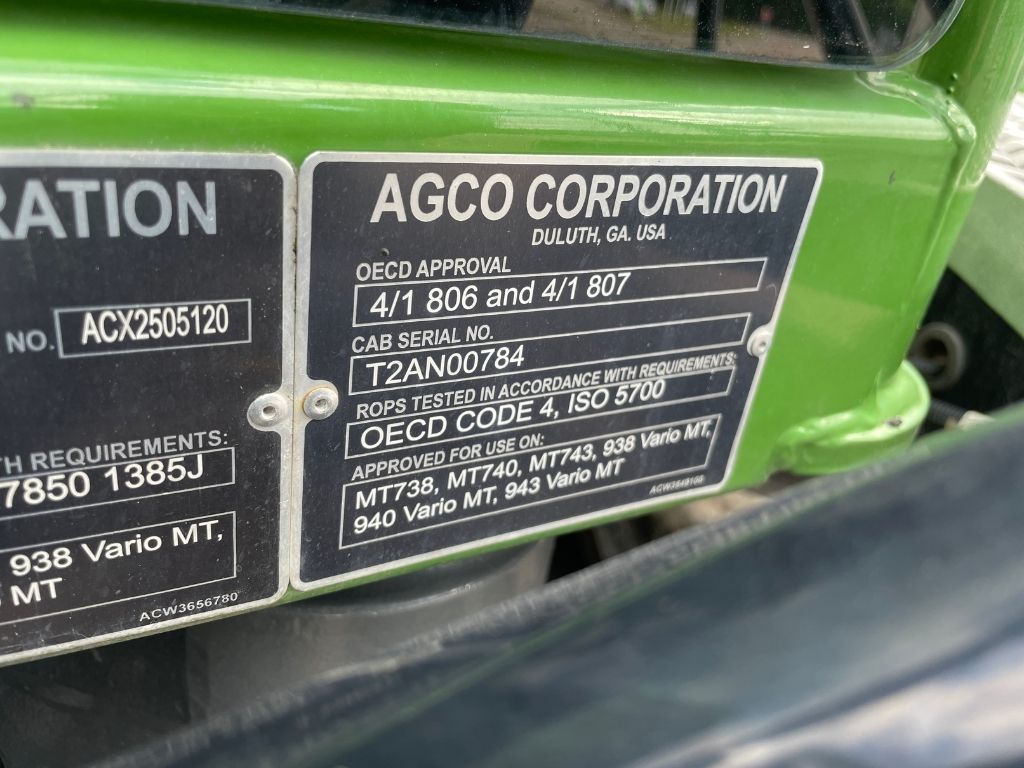 RATION
NO. ACX2505120
TH REQUIREMENTS:
7850 1385J
938 Vario MT,
MT
ACW3656780
AGCO CORPORATION
DULUTH, GA. USA
OECD APPROVAL
4/1 806 and 4/1 807
CAB SERIAL NO.
T2AN00784
ROPS TESTED IN ACCORDANCE WITH REQUIREMENTS:
OECD CODE 4, ISO 5700
APPROVED FOR USE ON:
MT738, MT740, MT743, 938 Vario MT,
940 Vario MT, 943 Vario MT
ACW3649100